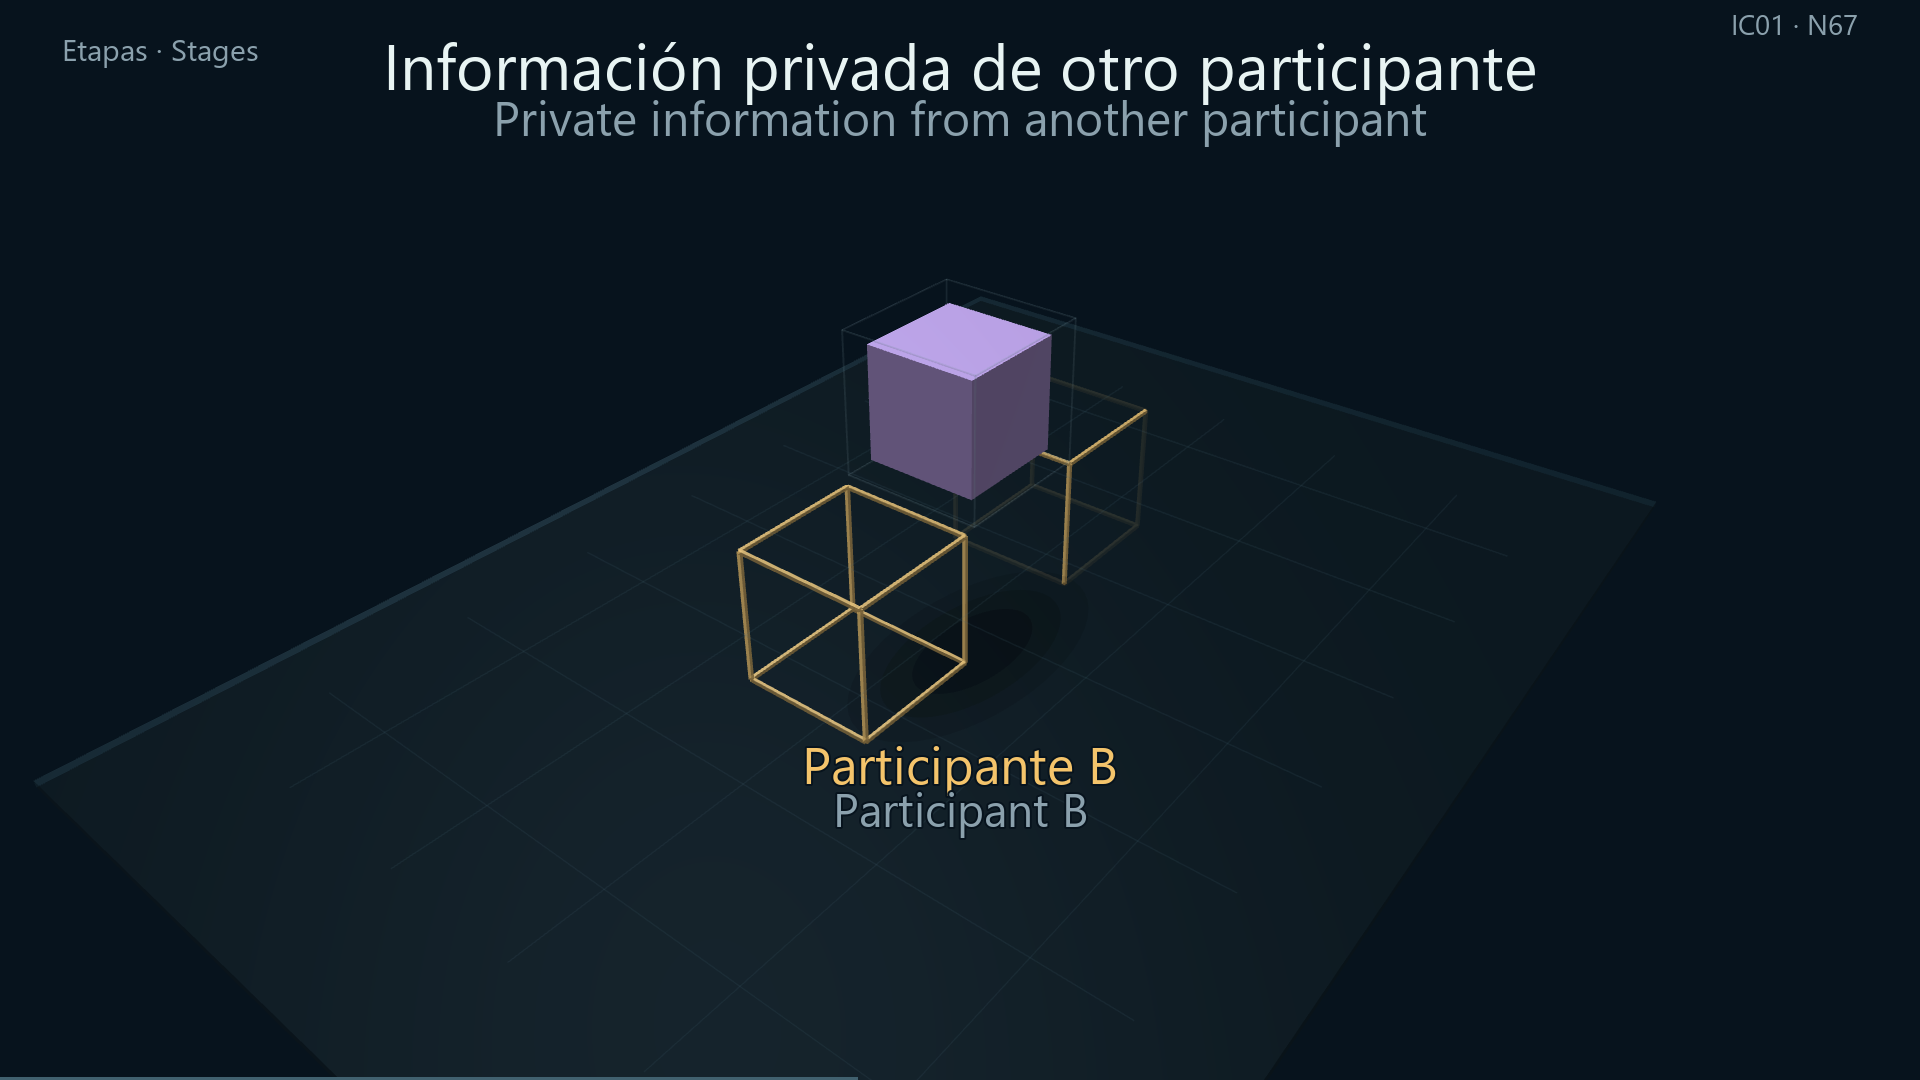 Etapas · Stages
IC01 · N67
Información privada de otro participante
Private information from another participant
Participante B
Participant B